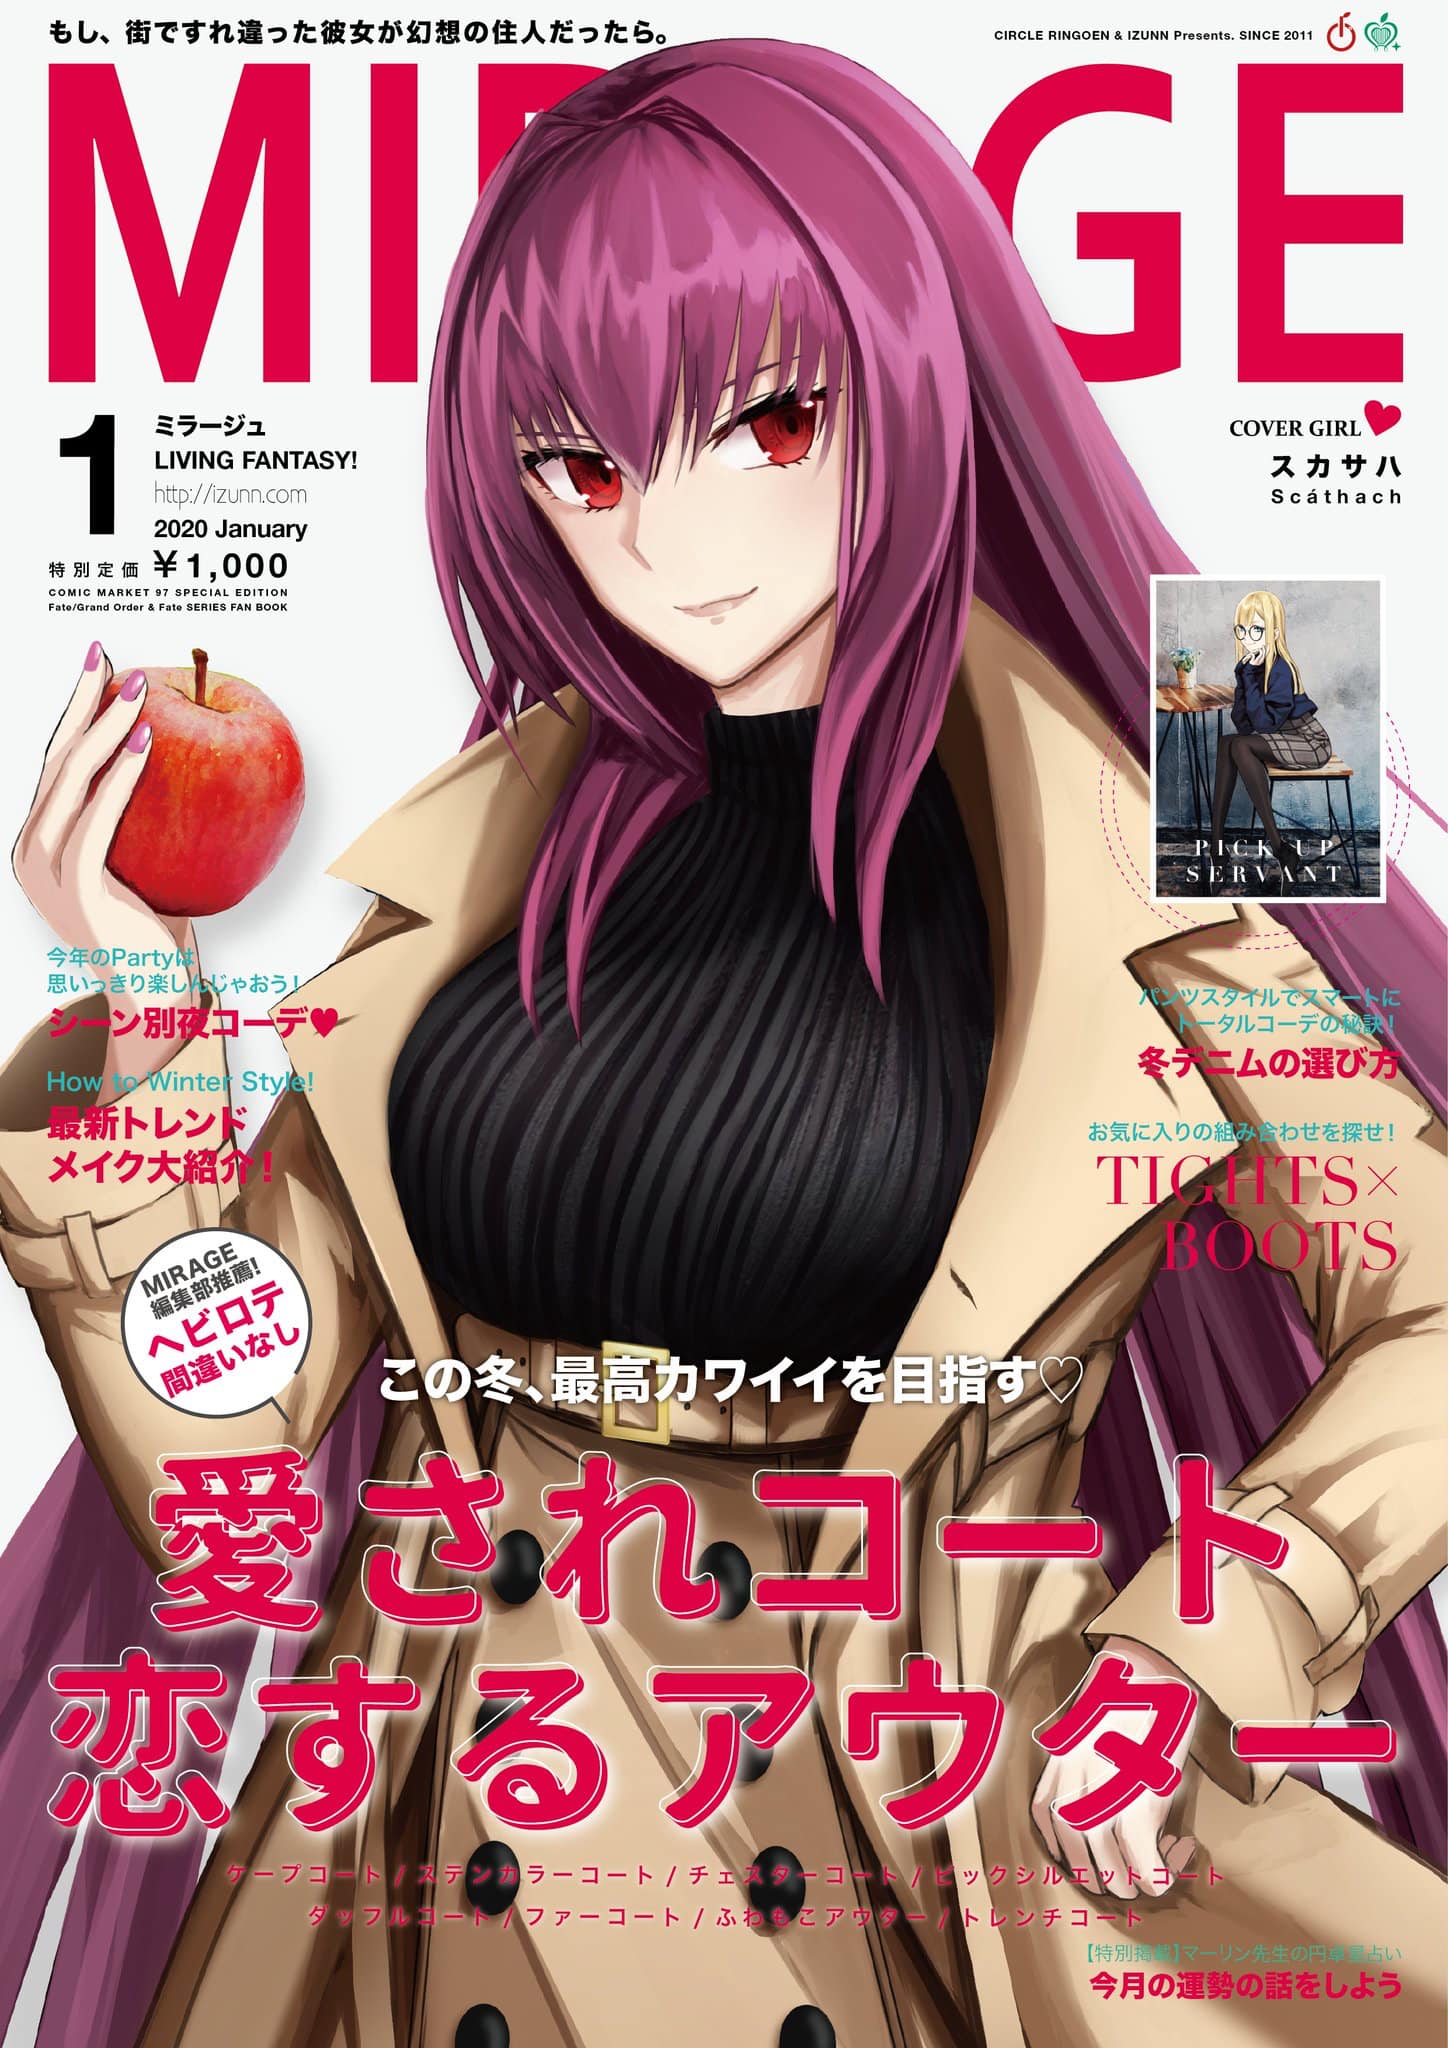 もし、街ですれ違った彼女が幻想の住人だったら。
CIRCLE RINGOEN & IZUNN Presents. SINCE 2011
MIRAGE
1
ミラージュ
LIVING FANTASY!
http://izunn.com
2020 January
特別定価 ￥1,000
COMIC MARKET 97 SPECIAL EDITION
Fate/Grand Order & Fate SERIES FAN BOOK
COVER GIRL♥
スカサハ
Scáthach
PICK UP
SERVANT
今年のPartyは
思いっきり楽しんじゃおう！
シーン別夜コーデ♥
How to Winter Style!
最新トレンド
メイク大紹介！
パンツスタイルでスマートに
トータルコーデの秘訣！
冬デニムの選び方
お気に入りの組み合わせを探せ！
TIGHTS×
BOOTS
MIRAGE
編集部推薦！
ヘビロテ
間違いなし
この冬、最高カワイイを目指す♡
愛されコート
恋するアウター
ケープコート / ステンカラーコート / チェスターコート / ビックシルエットコート
ダッフルコート / ファーコート / ふわもこアウター / トレンチコート
【特別掲載】マーリン先生の円卓星占い
今月の運勢の話をしよう